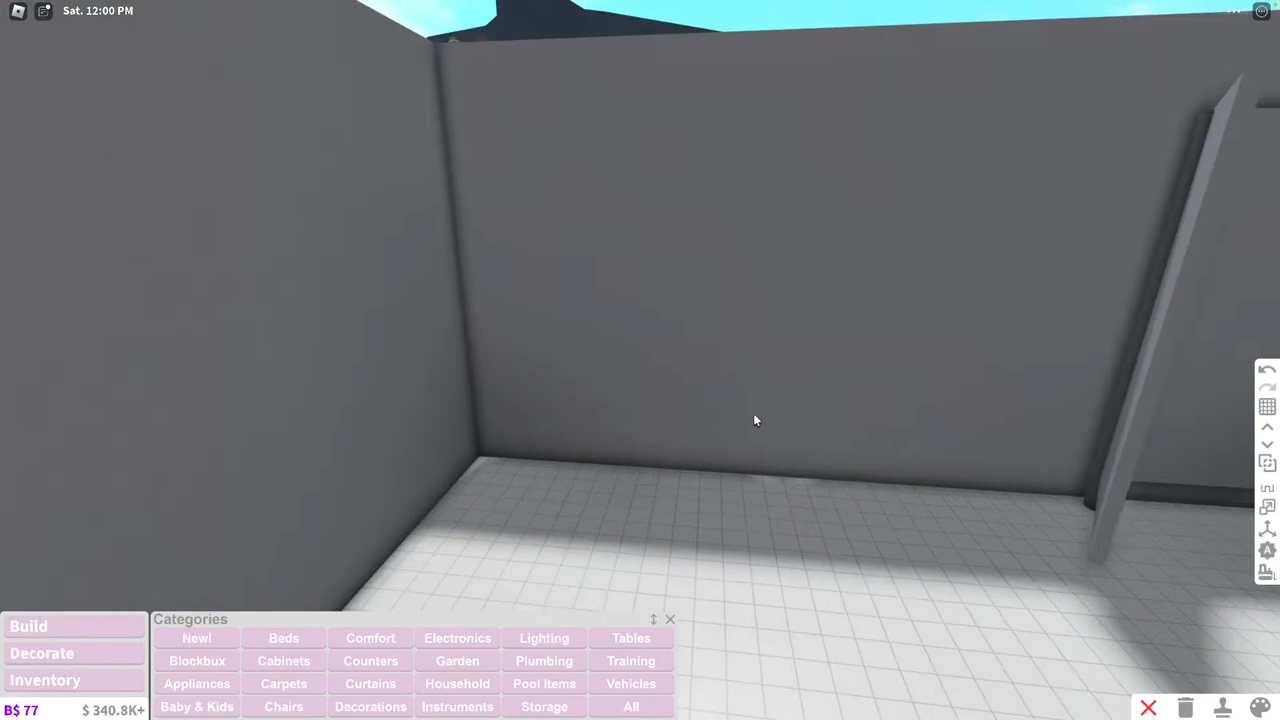 Sat. 12:00 PM
Build
Decorate
Inventory
B$ 77
$ 340.8K+
Categories
New! Beds Comfort Electronics Lighting Tables
Blockbux Cabinets Counters Garden Plumbing Training
Appliances Carpets Curtains Household Pool Items Vehicles
Baby & Kids Chairs Decorations Instruments Storage All
A